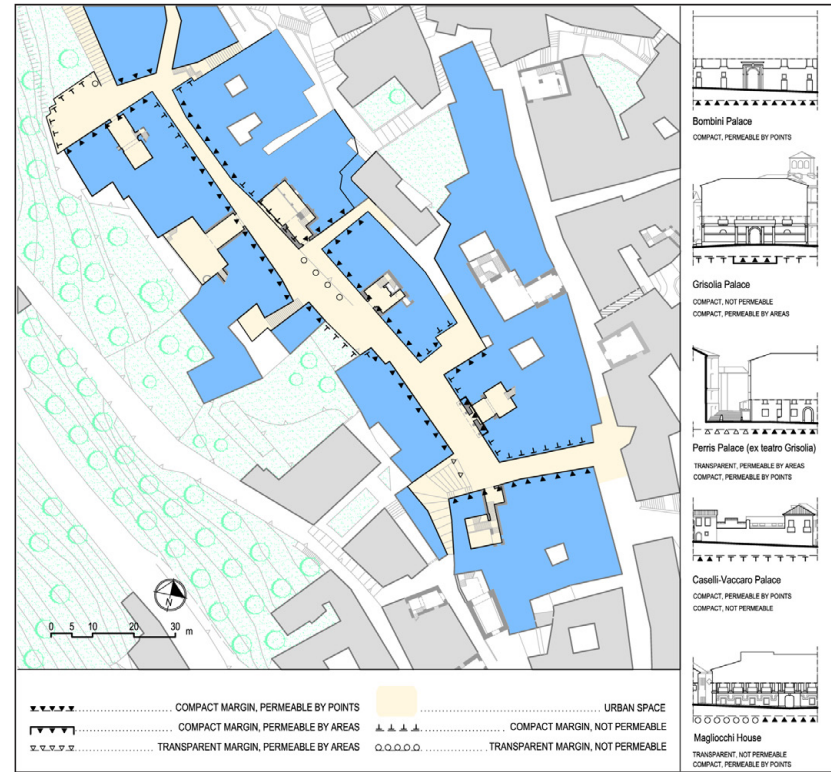 Bombini Palace
COMPACT, PERMEABLE BY POINTS
Grisolia Palace
COMPACT, NOT PERMEABLE
COMPACT, PERMEABLE BY AREAS
Perris Palace (ex teatro Grisolia)
TRANSPARENT, PERMEABLE BY AREAS
COMPACT, PERMEABLE BY POINTS
Caselli-Vaccaro Palace
COMPACT, PERMEABLE BY POINTS
COMPACT, NOT PERMEABLE
Magliocchi House
TRANSPARENT, NOT PERMEABLE
COMPACT, PERMEABLE BY POINTS
N
0 5 10 20 30 m
COMPACT MARGIN, PERMEABLE BY POINTS
COMPACT MARGIN, PERMEABLE BY AREAS
TRANSPARENT MARGIN, PERMEABLE BY AREAS
URBAN SPACE
COMPACT MARGIN, NOT PERMEABLE
TRANSPARENT MARGIN, NOT PERMEABLE